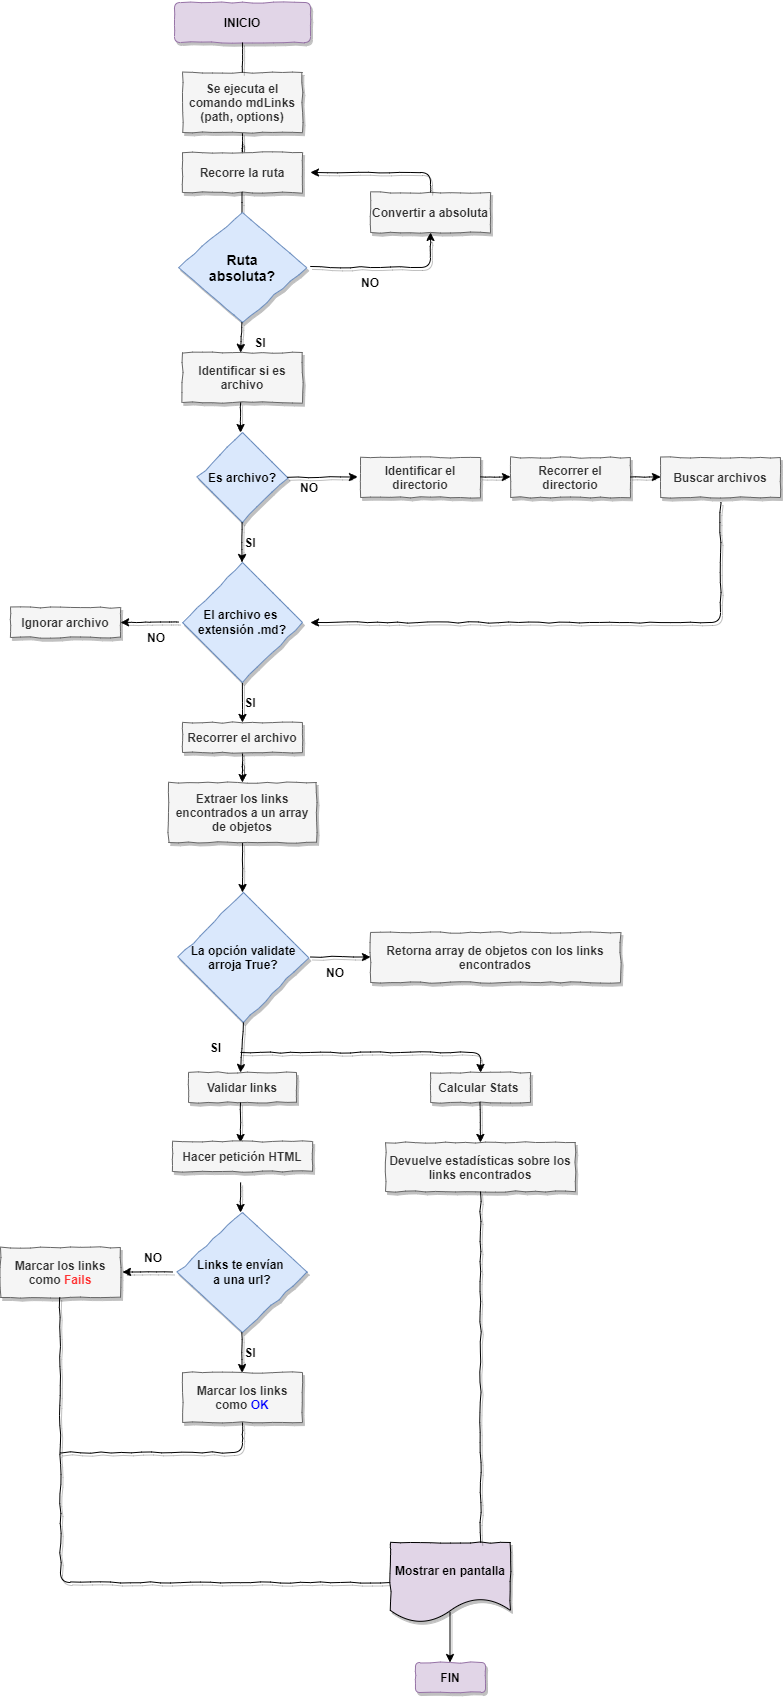 INICIO
Se ejecuta el
comando mdLinks
(path, options)
Recorre la ruta
Convertir a absoluta
Ruta
absoluta?
NO
SI
Identificar si es
archivo
Es archivo?
NO
Identificar el
directorio
Recorrer el
directorio
Buscar archivos
SI
El archivo es
extensión .md?
Ignorar archivo
NO
SI
Recorrer el archivo
Extraer los links
encontrados a un array
de objetos
La opción validate
arroja True?
NO
Retorna array de objetos con los links
encontrados
SI
Validar links
Calcular Stats
Hacer petición HTML
Devuelve estadísticas sobre los
links encontrados
Links te envían
a una url?
NO
Marcar los links
como Fails
SI
Marcar los links
como OK
Mostrar en pantalla
FIN